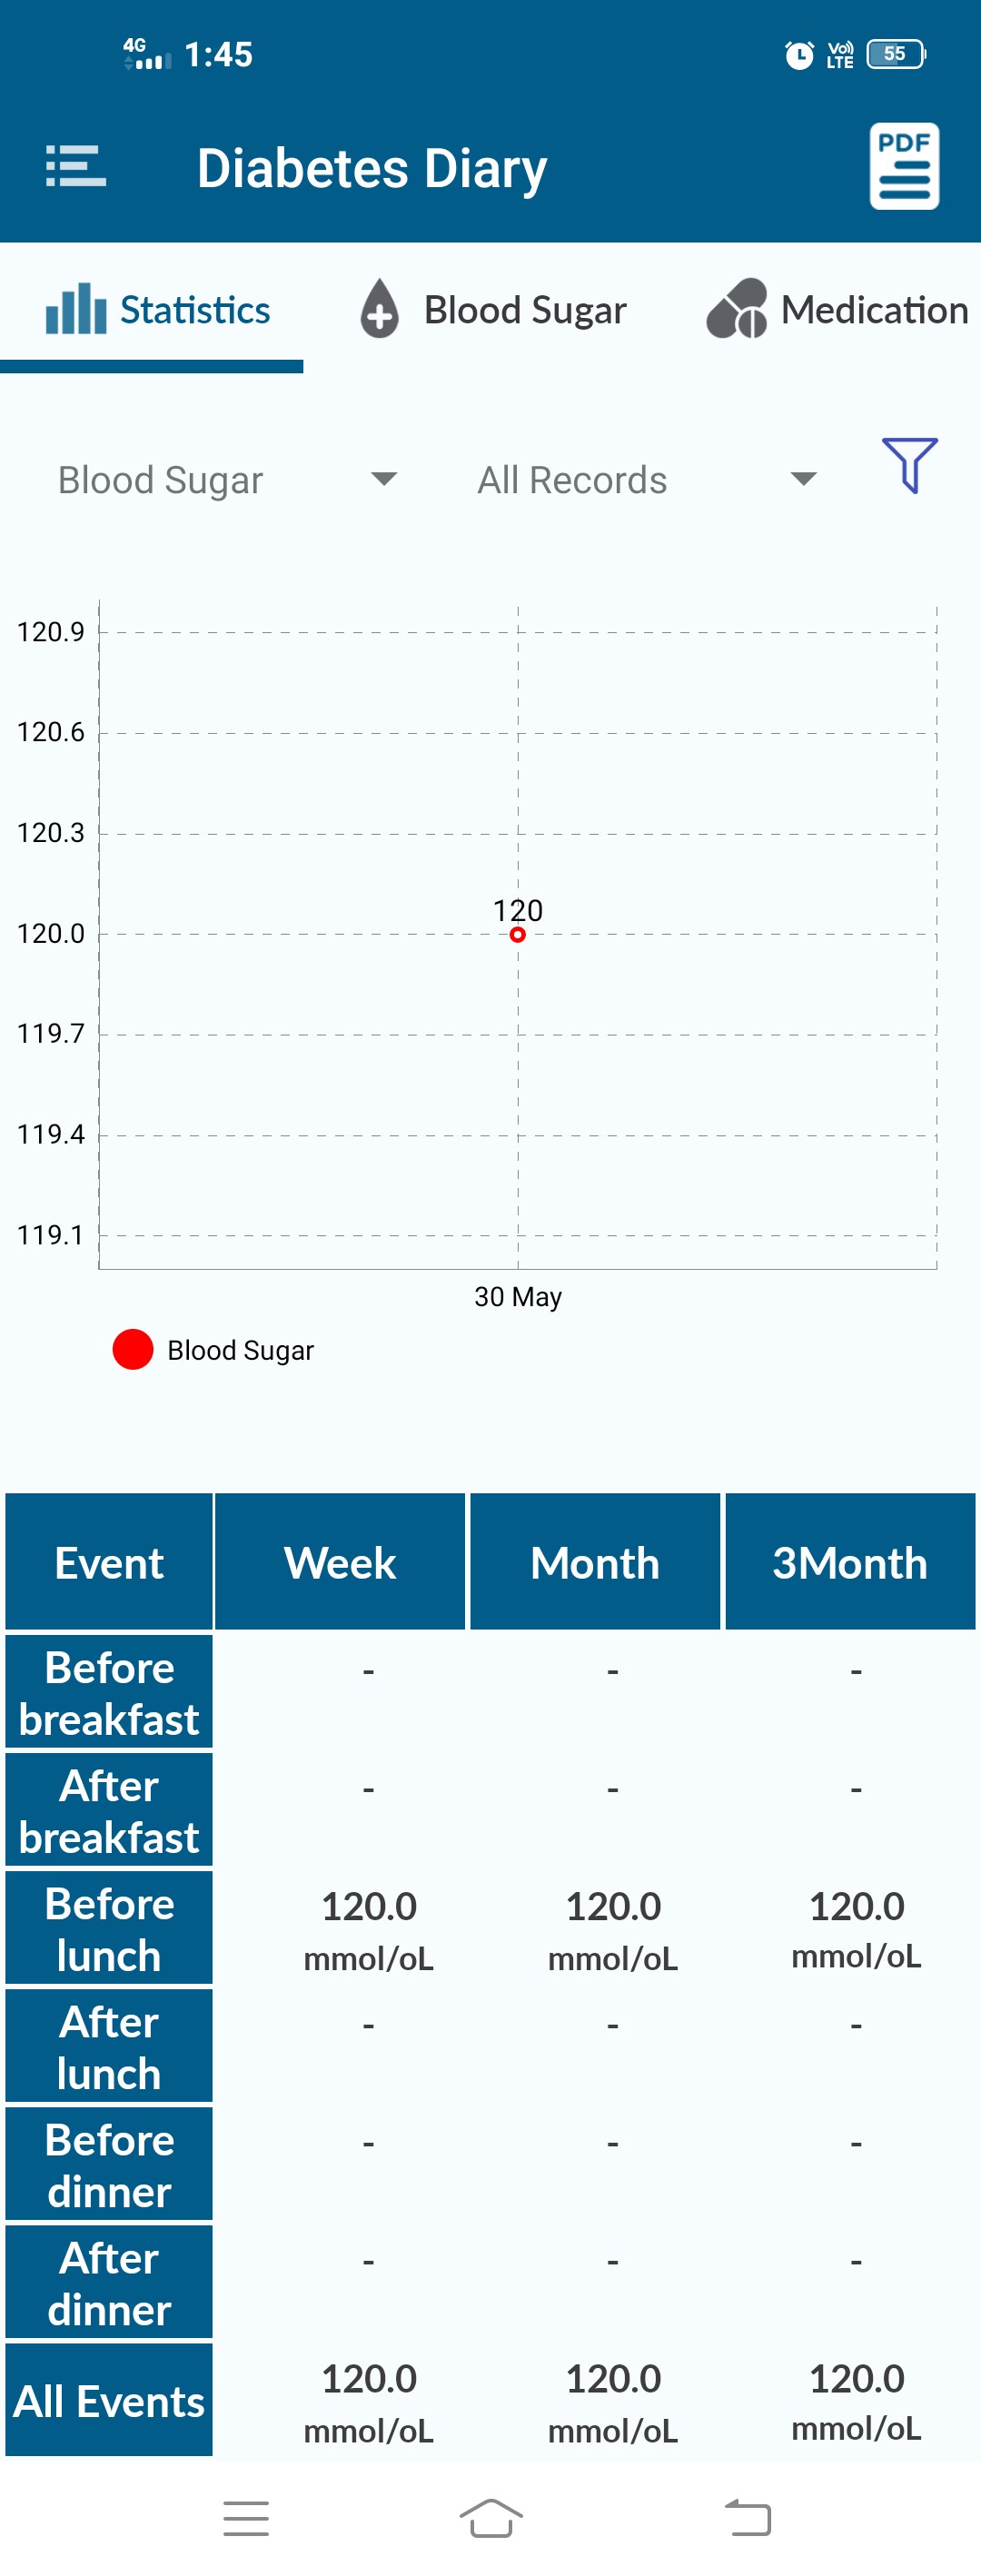 4G 1:45 Vo)) LTE 55
Diabetes Diary PDF
Statistics Blood Sugar Medication
Blood Sugar All Records
120.9
120.6
120.3
120
120.0
119.7
119.4
119.1
30 May
Blood Sugar
Event Week Month 3Month
Before - - -
breakfast
After - - -
breakfast
Before 120.0 120.0 120.0
lunch mmol/oL mmol/oL mmol/oL
After - - -
lunch
Before - - -
dinner
After - - -
dinner
All Events 120.0 120.0 120.0
mmol/oL mmol/oL mmol/oL